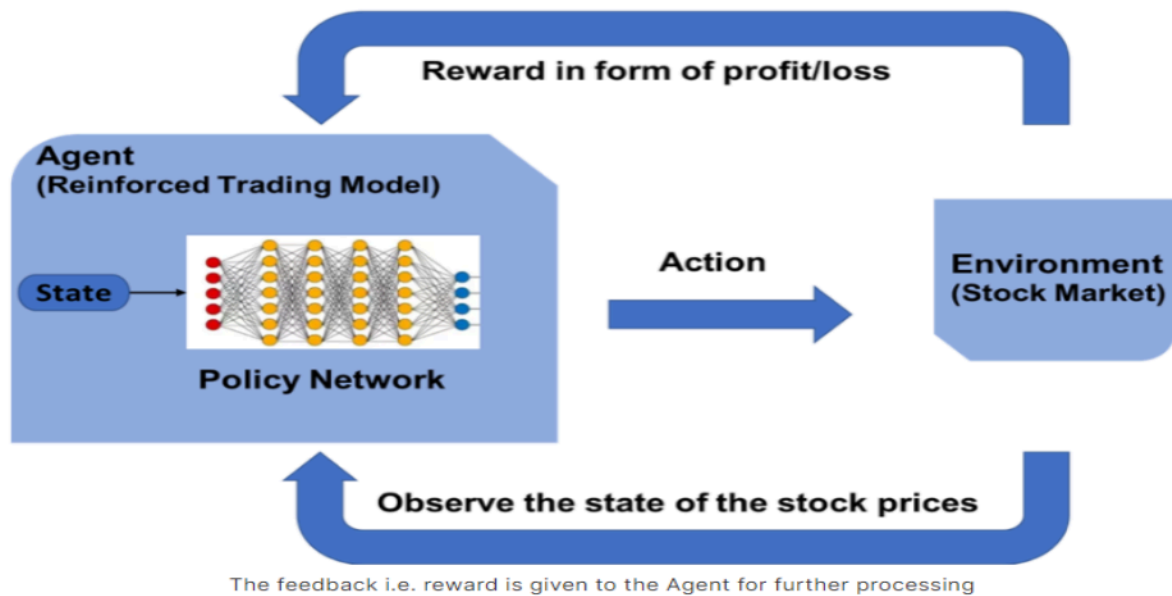 Reward in form of profit/loss
Agent
(Reinforced Trading Model)
State
Policy Network
Action
Environment
(Stock Market)
Observe the state of the stock prices
The feedback i.e. reward is given to the Agent for further processing